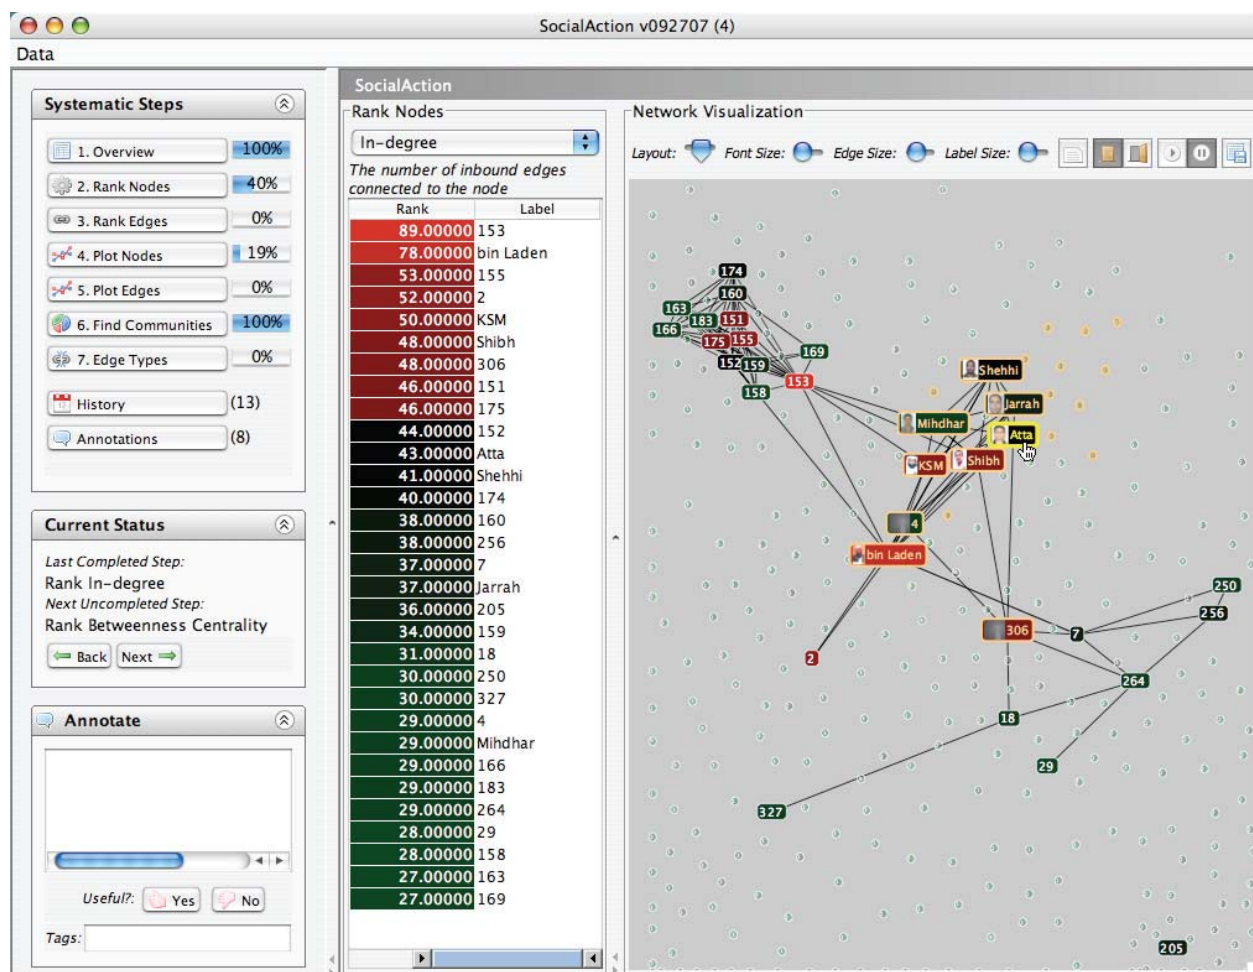 SocialAction v092707 (4)
Data
Systematic Steps
1. Overview 100%
2. Rank Nodes 40%
3. Rank Edges 0%
4. Plot Nodes 19%
5. Plot Edges 0%
6. Find Communities 100%
7. Edge Types 0%
History (13)
Annotations (8)
Current Status
Last Completed Step:
Rank In-degree
Next Uncompleted Step:
Rank Betweenness Centrality
Back Next
Annotate
Useful?: Yes No
Tags:
SocialAction
Rank Nodes
In-degree
The number of inbound edges
connected to the node
Rank Label
89.00000 153
78.00000 bin Laden
53.00000 155
52.00000 2
50.00000 KSM
48.00000 Shibh
48.00000 306
46.00000 151
46.00000 175
44.00000 152
43.00000 Atta
41.00000 Shehhi
40.00000 174
38.00000 160
38.00000 256
37.00000 7
37.00000 Jarrah
36.00000 205
34.00000 159
31.00000 18
30.00000 250
30.00000 327
29.00000 4
29.00000 Mihdhar
29.00000 166
29.00000 183
29.00000 264
28.00000 29
28.00000 158
27.00000 163
27.00000 169
Network Visualization
Layout: Font Size: Edge Size: Label Size:
174
160
163
183 151
166
175 155
169
152 159
153
158
Shehhi
Jarrah
Mihdhar
Atta
KSM Shibh
4
bin Laden
250
256
306
7
2
264
18
29
327
205